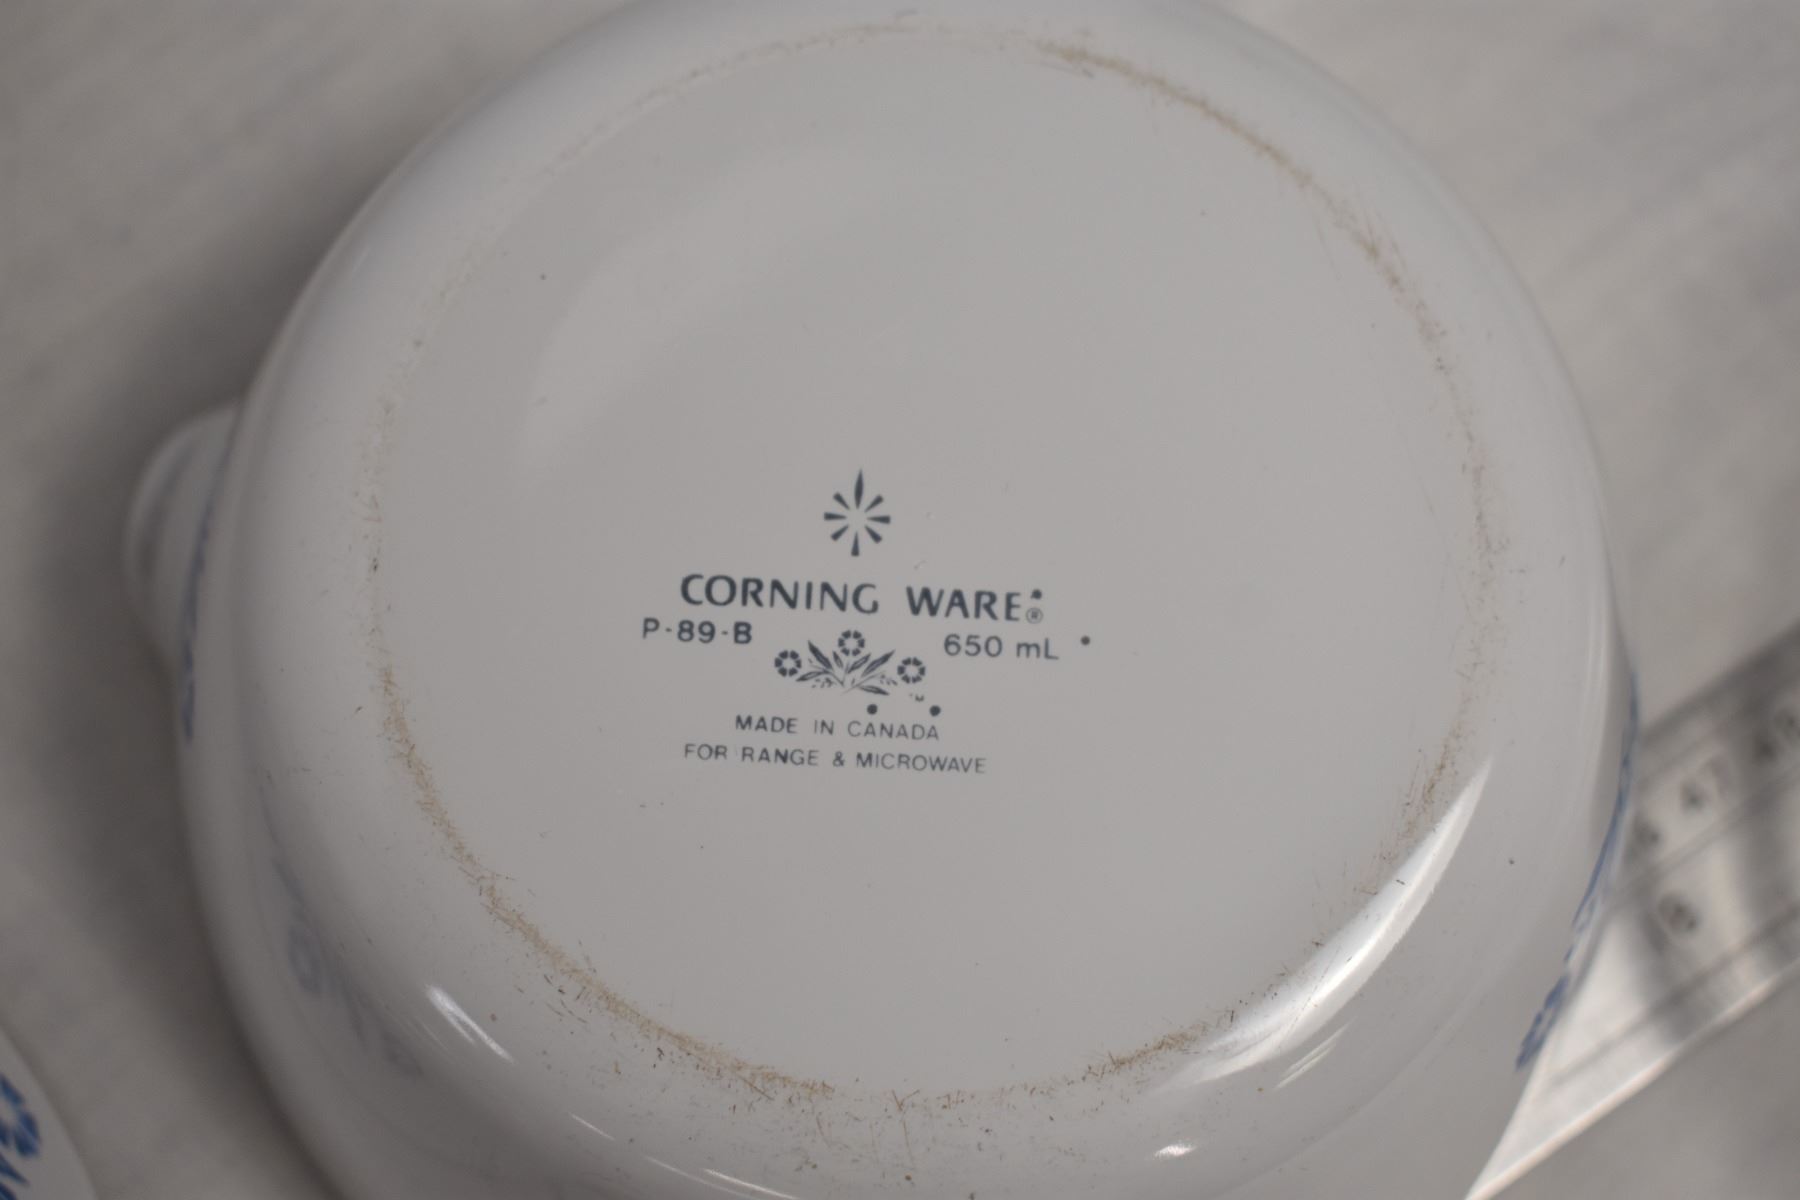 CORNING WARE®
P-89-B 650 mL
MADE IN CANADA
FOR RANGE & MICROWAVE